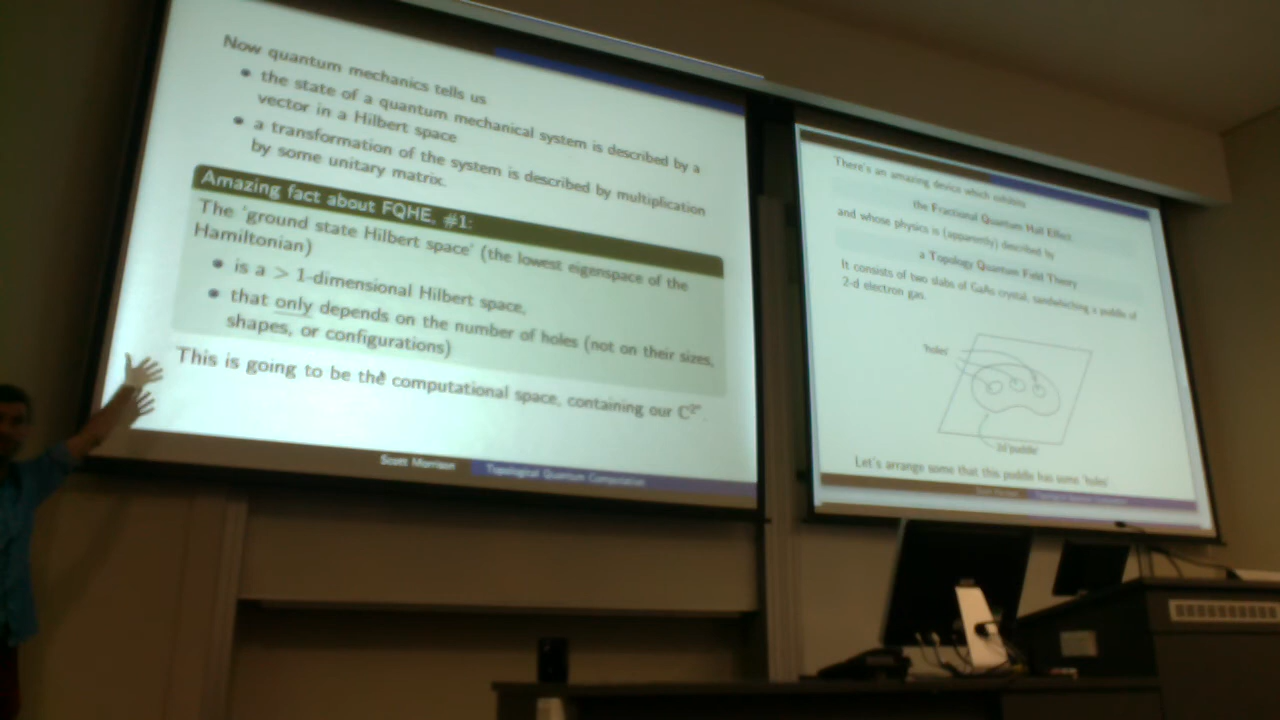 Now quantum mechanics tells us
• the state of a quantum mechanical system is described by a
vector in a Hilbert space
• a transformation of the system is described by multiplication
by some unitary matrix.
Amazing fact about FQHE, #1:
The 'ground state Hilbert space' (the lowest eigenspace of the
Hamiltonian)
• is a > 1-dimensional Hilbert space,
• that only depends on the number of holes (not on their sizes,
shapes, or configurations)
This is going to be the computational space, containing our ℂ²ⁿ.
Scott Morrison Topological Quantum Computation
There's an amazing device which exhibits
the Fractional Quantum Hall Effect
and whose physics is (apparently) described by
a Topology Quantum Field Theory
It consists of two slabs of GaAs crystal, sandwiching a puddle of
2-d electron gas.
'holes'
'puddle'
Let's arrange some that this puddle has some 'holes'
Scott Morrison Topological Quantum Computation